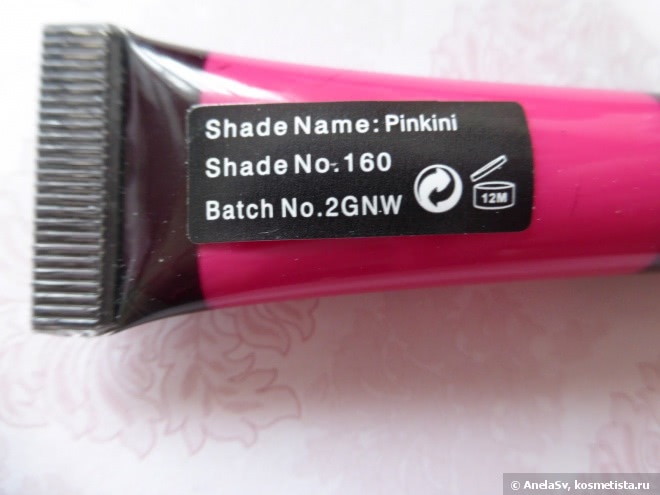 Shade Name: Pinkini
Shade No.160
Batch No.2GNW
12M
© AnelaSv, kosmetista.ru